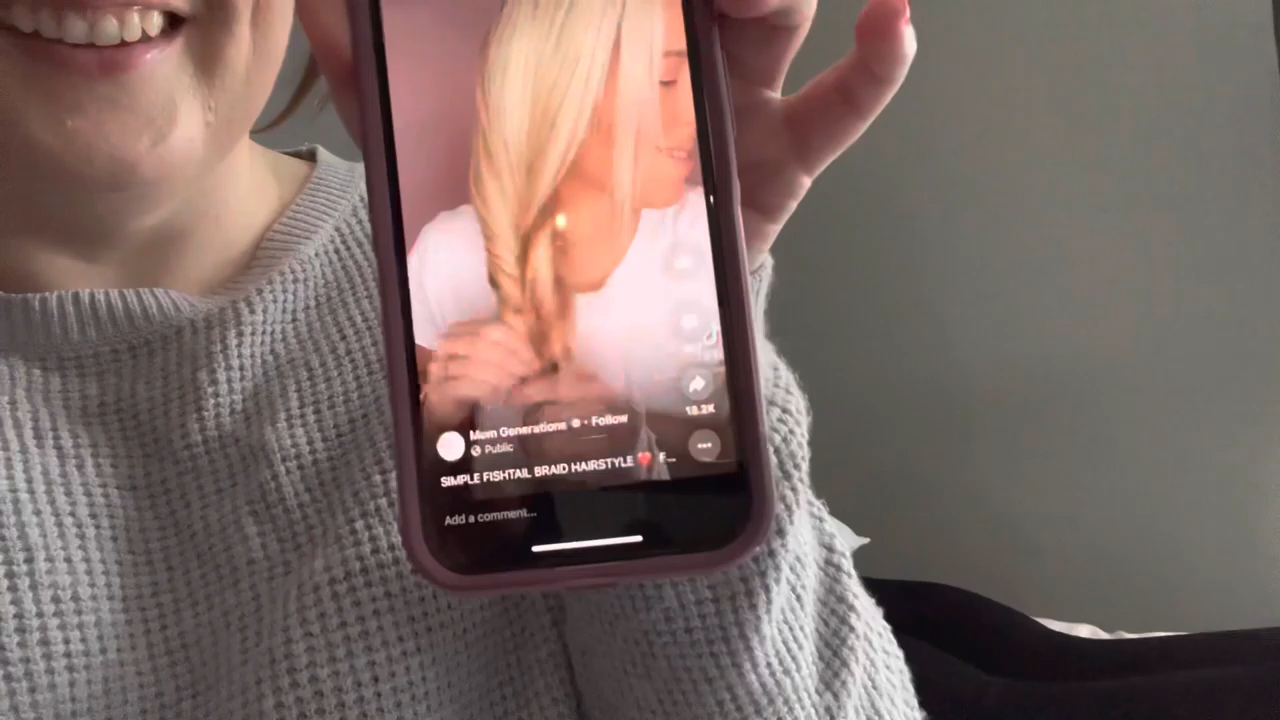 18.2K
Mom Generations · Follow
Public
SIMPLE FISHTAIL BRAID HAIRSTYLE ❤️ F...
Add a comment...